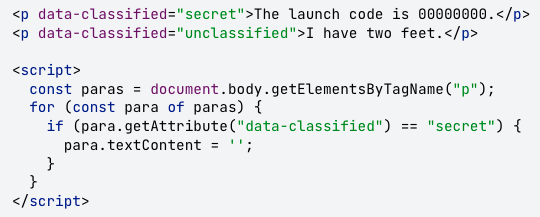 <p data-classified="secret">The launch code is 00000000.</p>
<p data-classified="unclassified">I have two feet.</p>

<script>
  const paras = document.body.getElementsByTagName("p");
  for (const para of paras) {
    if (para.getAttribute("data-classified") == "secret") {
      para.textContent = '';
    }
  }
</script>